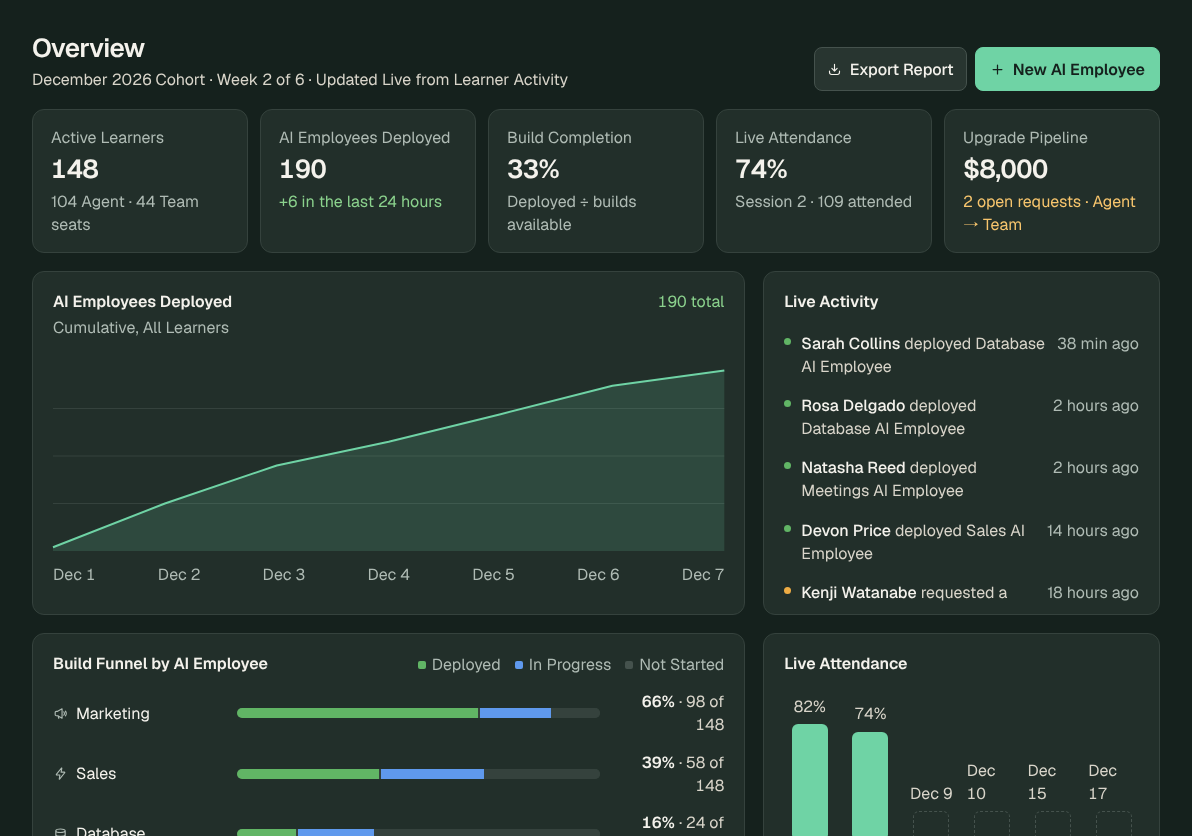 Overview
December 2026 Cohort · Week 2 of 6 · Updated Live from Learner Activity
Export Report
+ New AI Employee
Active Learners
148
104 Agent · 44 Team
seats
AI Employees Deployed
190
+6 in the last 24 hours
Build Completion
33%
Deployed ÷ builds
available
Live Attendance
74%
Session 2 · 109 attended
Upgrade Pipeline
$8,000
2 open requests · Agent
→ Team
AI Employees Deployed
190 total
Cumulative, All Learners
Dec 1
Dec 2
Dec 3
Dec 4
Dec 5
Dec 6
Dec 7
Live Activity
Sarah Collins deployed Database 38 min ago
AI Employee
Rosa Delgado deployed 2 hours ago
Database AI Employee
Natasha Reed deployed 2 hours ago
Meetings AI Employee
Devon Price deployed Sales AI 14 hours ago
Employee
Kenji Watanabe requested a 18 hours ago
Build Funnel by AI Employee
Deployed
In Progress
Not Started
Marketing
66% · 98 of
148
Sales
39% · 58 of
148
Database
16% · 24 of
Live Attendance
82%
74%
Dec 9
Dec
10
Dec
15
Dec
17